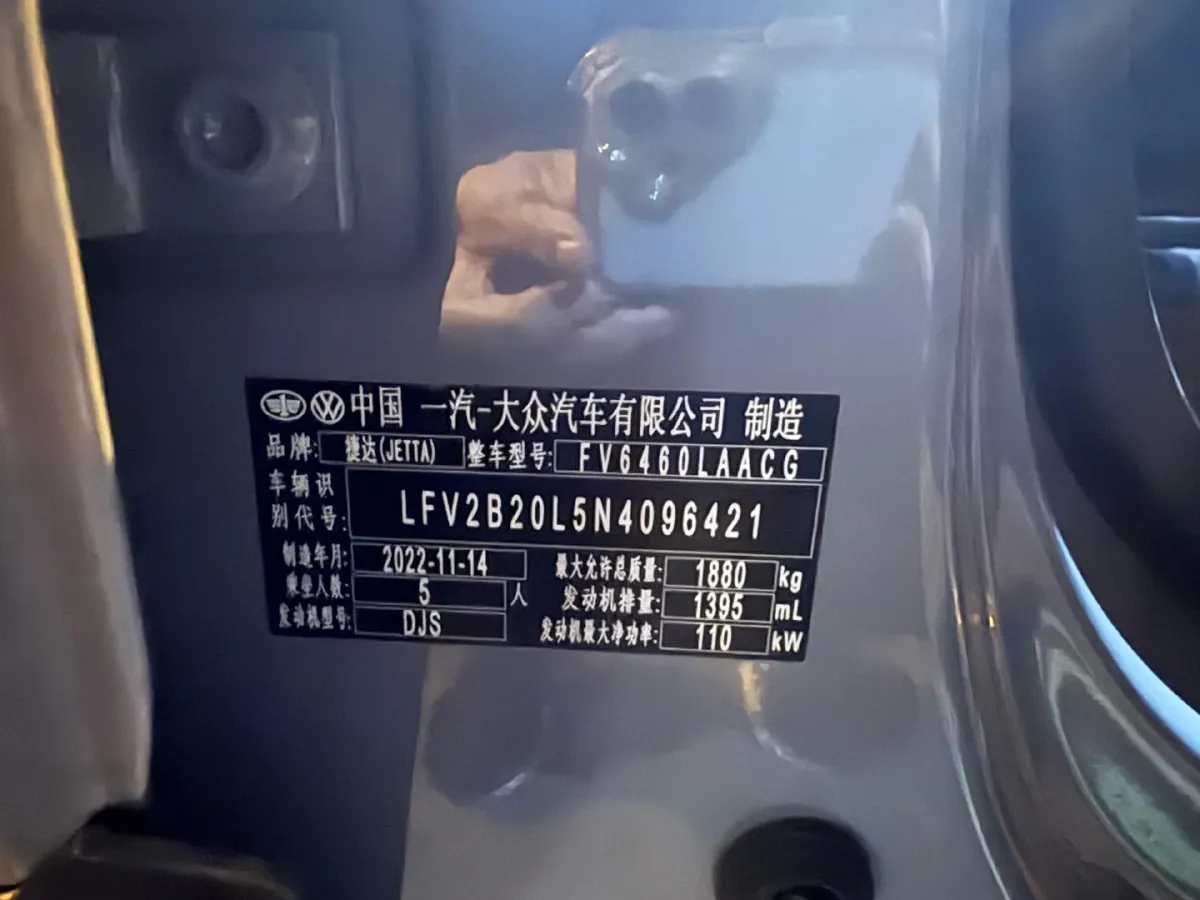 中国 一汽-大众汽车有限公司 制造
品牌: 捷达(JETTA) 整车型号: FV6460LAACG
车辆识别代号: LFV2B20L5N4096421
制造年月: 2022-11-14 最大允许总质量: 1880 kg
乘坐人数: 5 人 发动机排量: 1395 mL
发动机型号: DJS 发动机最大净功率: 110 kW